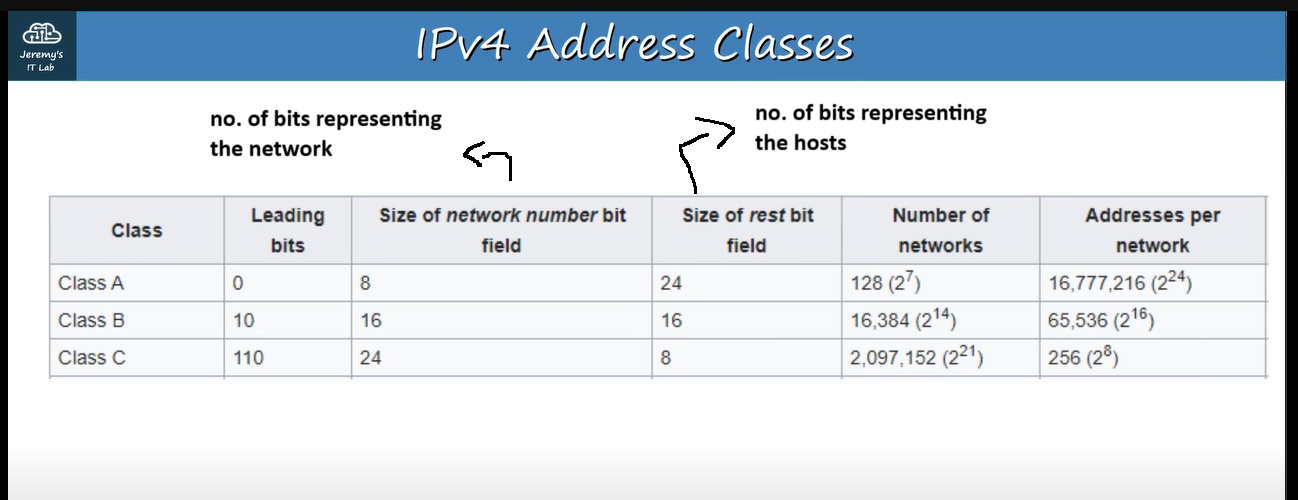 Jeremy's
IT Lab
IPv4 Address Classes
no. of bits representing
the network
no. of bits representing
the hosts
Class
Leading
bits
Size of network number bit
field
Size of rest bit
field
Number of
networks
Addresses per
network
Class A 0 8 24 128 (2⁷) 16,777,216 (2²⁴)
Class B 10 16 16 16,384 (2¹⁴) 65,536 (2¹⁶)
Class C 110 24 8 2,097,152 (2²¹) 256 (2⁸)